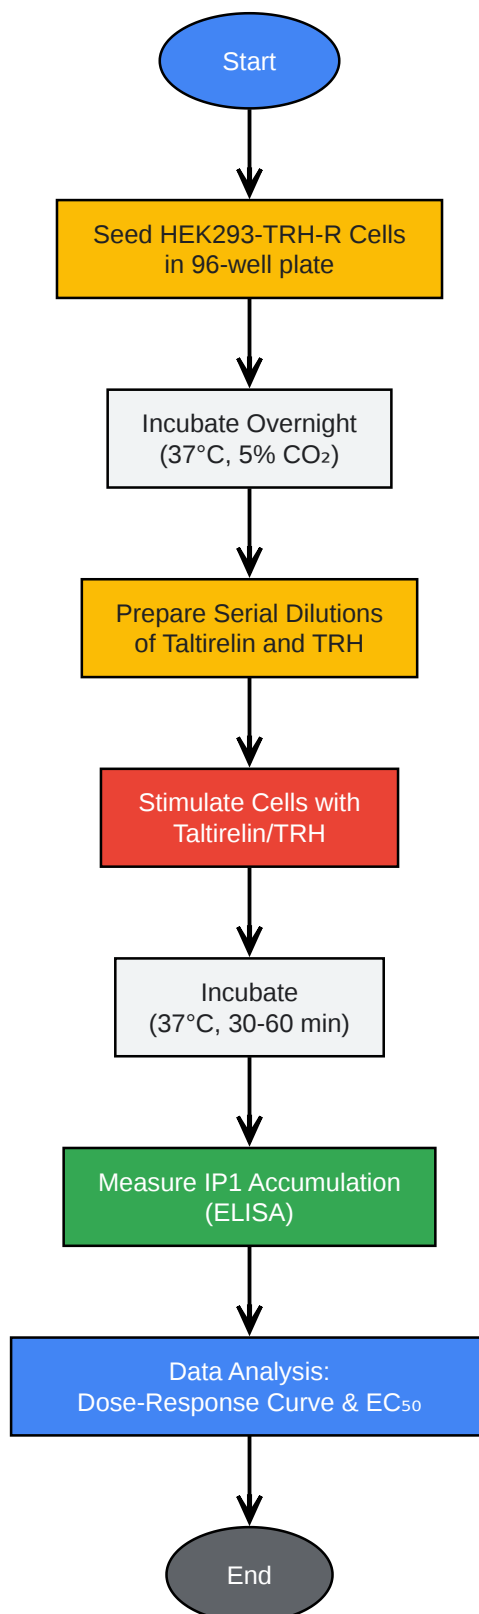 Start
Seed HEK293-TRH-R Cells
in 96-well plate
Incubate Overnight
(37°C, 5% CO₂)
Prepare Serial Dilutions
of Taltirelin and TRH
Stimulate Cells with
Taltirelin/TRH
Incubate
(37°C, 30-60 min)
Measure IP1 Accumulation
(ELISA)
Data Analysis:
Dose-Response Curve & EC₅₀
End